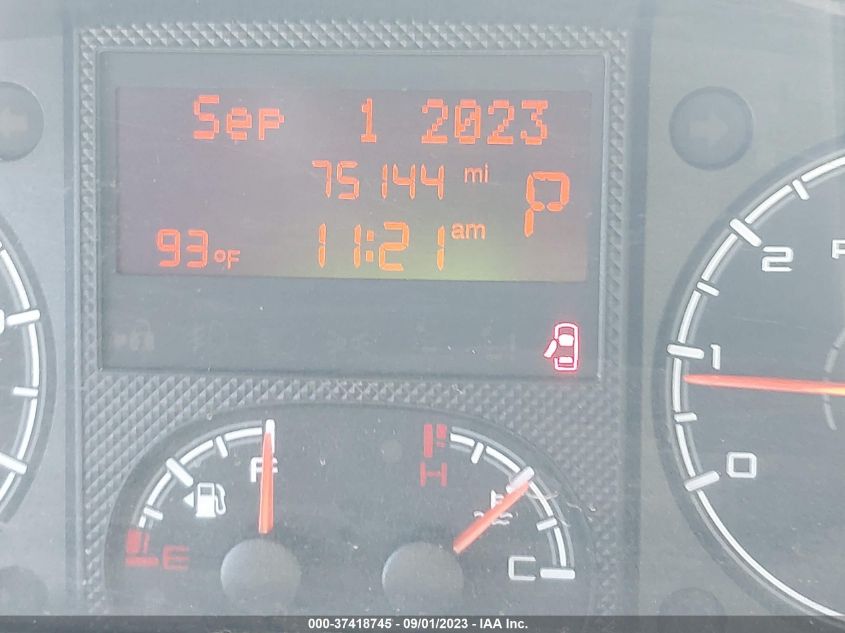 Sep 1 2023
75144 mi
P
93°F 11:21 am
2
1
0
F
H
E
C
000-37418745 - 09/01/2023 - IAA Inc.